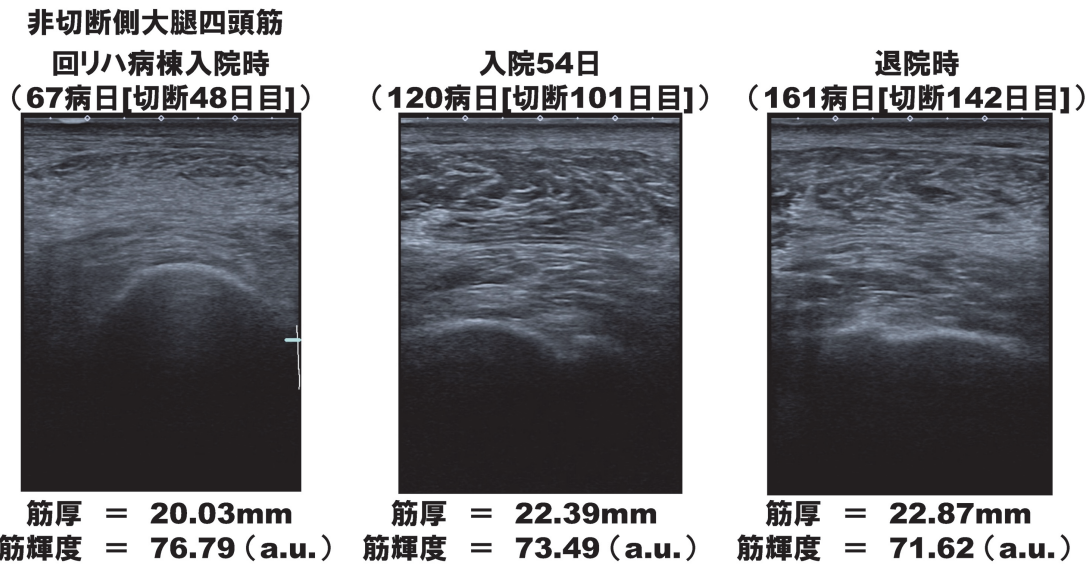 非切断側大腿四頭筋
回リハ病棟入院時
（67病日[切断48日目]）
入院54日
（120病日[切断101日目]）
退院時
（161病日[切断142日目]）
筋厚 ＝ 20.03mm
筋輝度 ＝ 76.79（a.u.）
筋厚 ＝ 22.39mm
筋輝度 ＝ 73.49（a.u.）
筋厚 ＝ 22.87mm
筋輝度 ＝ 71.62（a.u.）